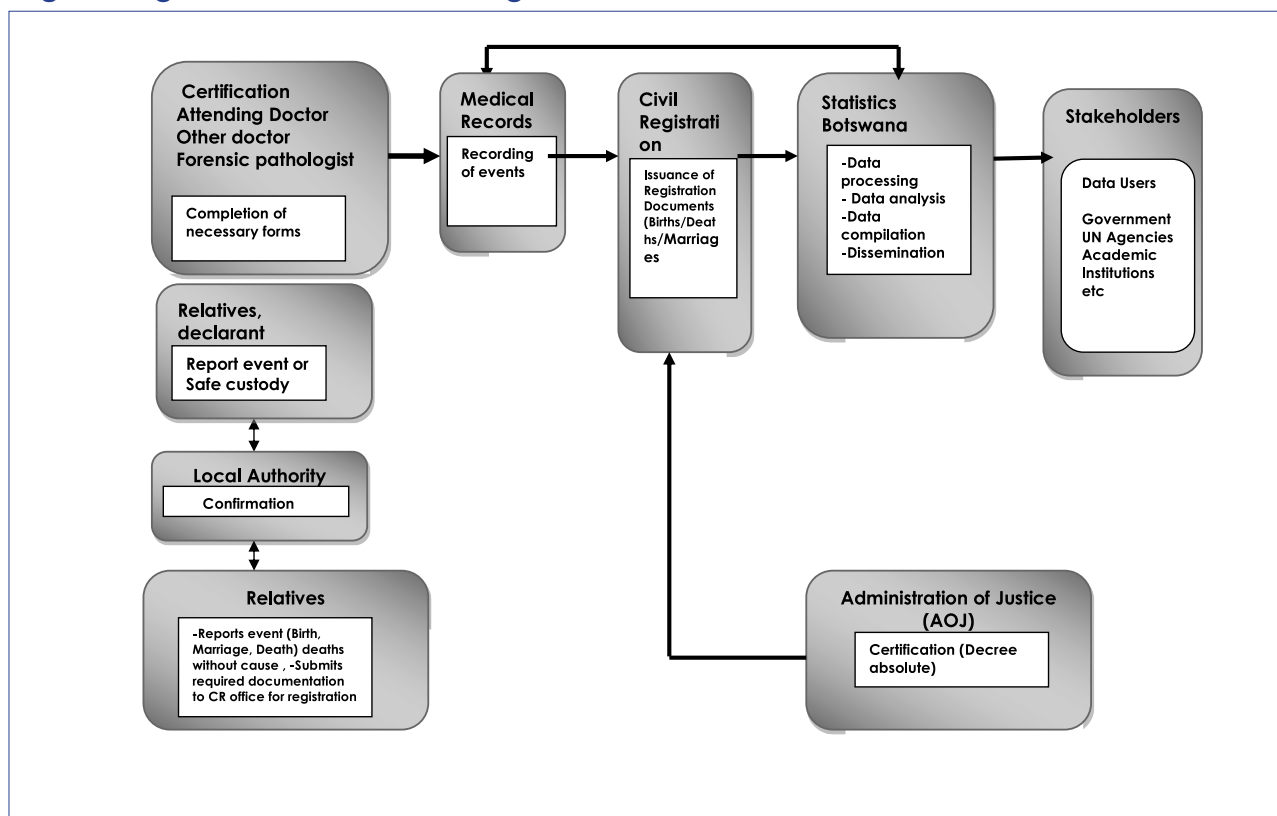 Certification
Attending Doctor
Other doctor
Forensic pathologist
Completion of
necessary forms
Medical
Records
Recording
of events
Civil
Registrati
on
Issuance of
Registration
Documents
(Births/Deat
hs/Marriag
es
Statistics
Botswana
-Data
processing
- Data analysis
-Data
compilation
-Dissemination
Stakeholders
Data Users
Government
UN Agencies
Academic
Institutions
etc
Relatives,
declarant
Report event or
Safe custody
Local Authority
Confirmation
Relatives
-Reports event (Birth,
Marriage, Death) deaths
without cause , -Submits
required documentation
to CR office for registration
Administration of Justice
(AOJ)
Certification (Decree
absolute)